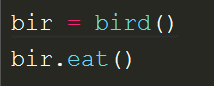 bir = bird()
bir.eat()